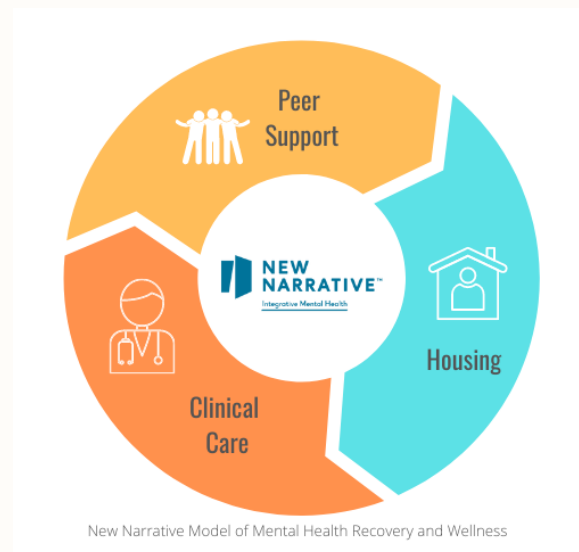 Peer
Support
NEW
NARRATIVE™
Integrative Mental Health
Housing
Clinical
Care
New Narrative Model of Mental Health Recovery and Wellness